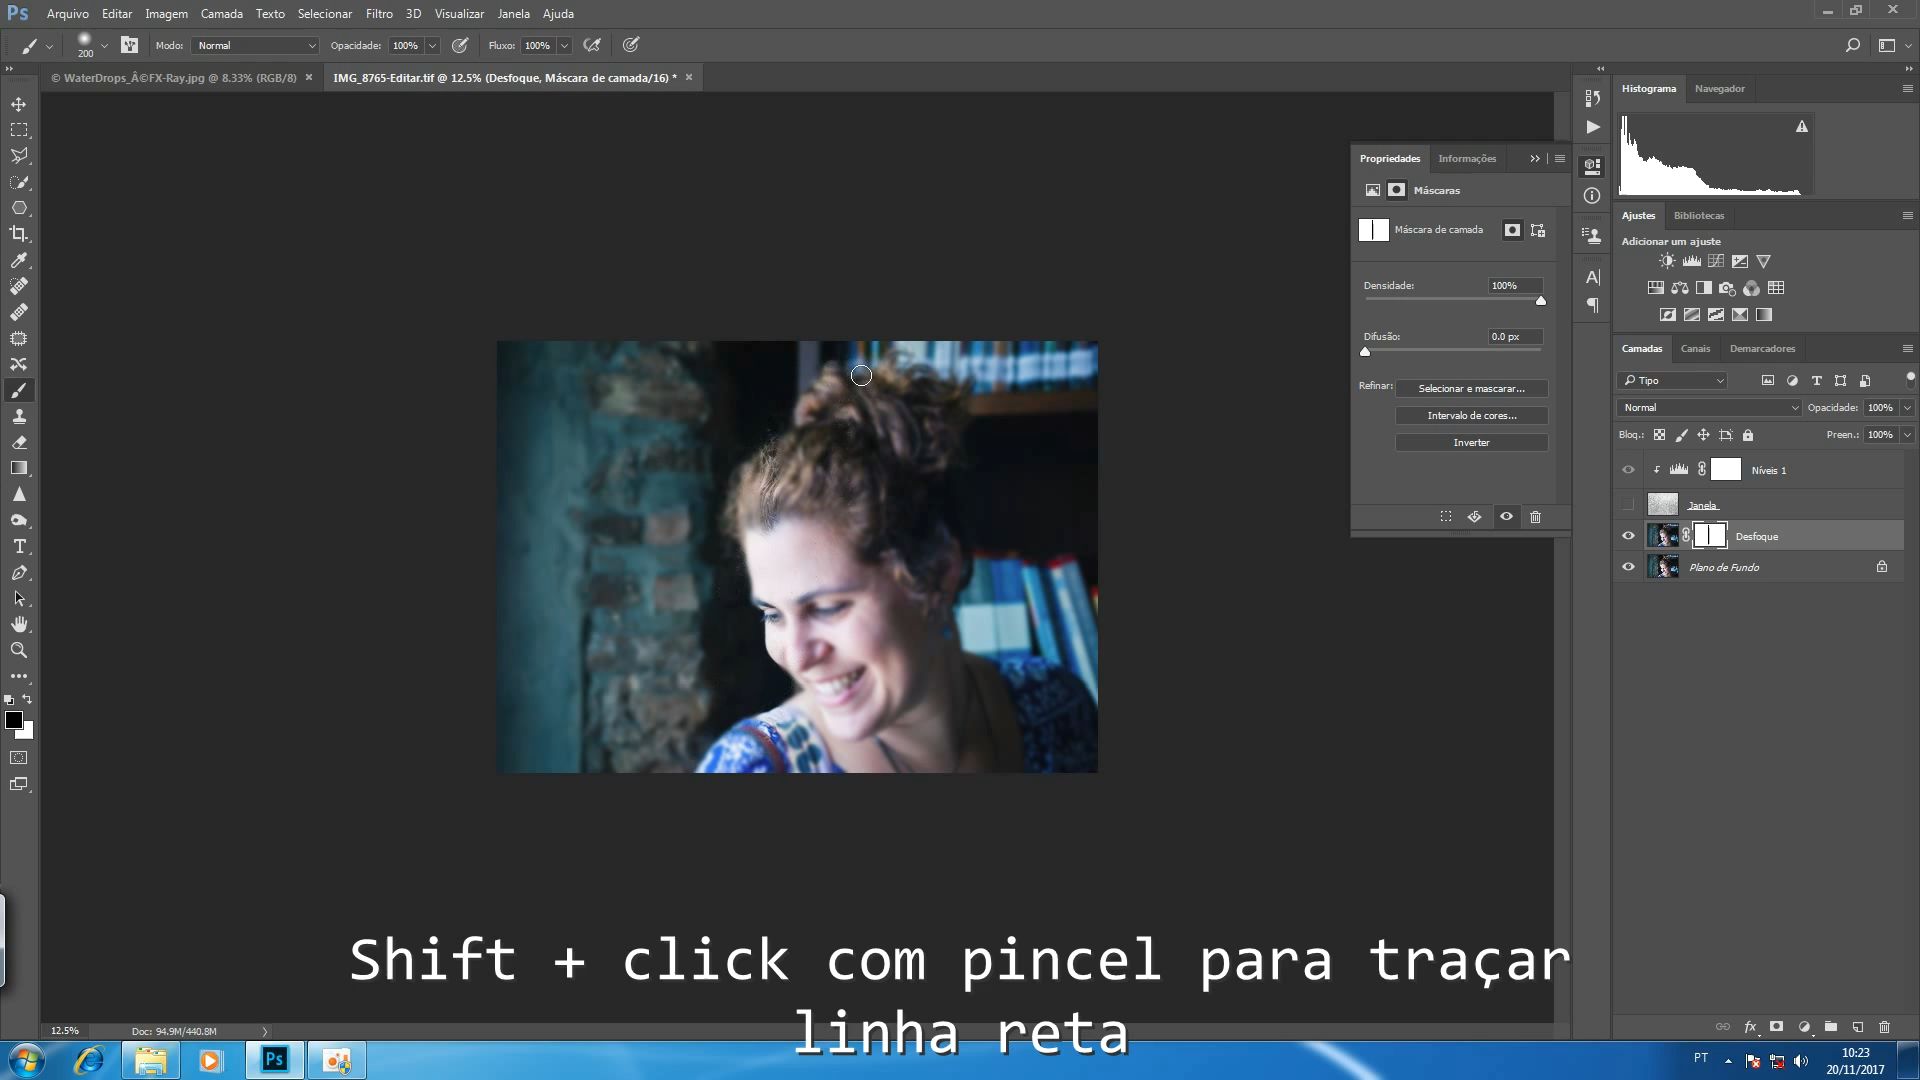 Ps Arquivo Editar Imagem Camada Texto Selecionar Filtro 3D Visualizar Janela Ajuda
200 Modo: Normal Opacidade: 100% Fluxo: 100%
© WaterDrops_Â©FX-Ray.jpg @ 8.33% (RGB/8) × IMG_8765-Editar.tif @ 12.5% (Desfoque, Máscara de camada/16) * ×
Histograma Navegador
Propriedades Informações
Máscaras
Máscara de camada
Densidade: 100%
Difusão: 0.0 px
Refinar: Selecionar e mascarar...
Intervalo de cores...
Inverter
Ajustes Bibliotecas
Adicionar um ajuste
Camadas Canais Demarcadores
Tipo
Normal Opacidade: 100%
Bloq.: Preen.: 100%
Níveis 1
Janela
Desfoque
Plano de Fundo
Shift + click com pincel para traçar
linha reta
12.5% Doc: 94.9M/440.8M
fx
Ps
PT 10:23
20/11/2017